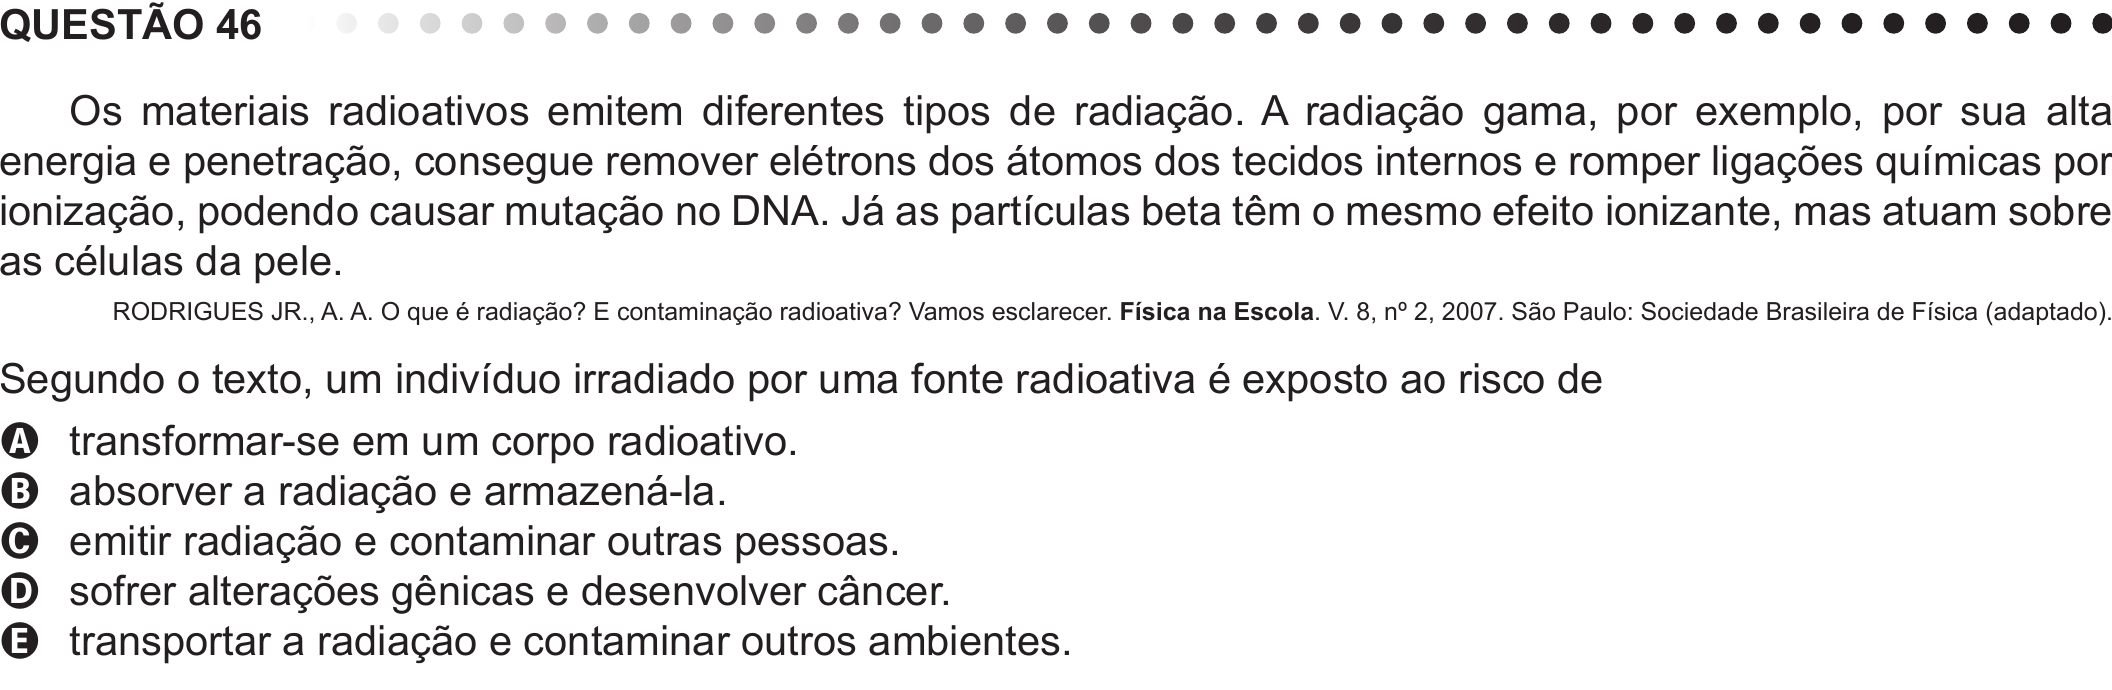 QUESTÃO 46
Os materiais radioativos emitem diferentes tipos de radiação. A radiação gama, por exemplo, por sua alta
energia e penetração, consegue remover elétrons dos átomos dos tecidos internos e romper ligações químicas por
ionização, podendo causar mutação no DNA. Já as partículas beta têm o mesmo efeito ionizante, mas atuam sobre
as células da pele.
RODRIGUES JR., A. A. O que é radiação? E contaminação radioativa? Vamos esclarecer. Física na Escola. V. 8, nº 2, 2007. São Paulo: Sociedade Brasileira de Física (adaptado).
Segundo o texto, um indivíduo irradiado por uma fonte radioativa é exposto ao risco de
A transformar-se em um corpo radioativo.
B absorver a radiação e armazená-la.
C emitir radiação e contaminar outras pessoas.
D sofrer alterações gênicas e desenvolver câncer.
E transportar a radiação e contaminar outros ambientes.